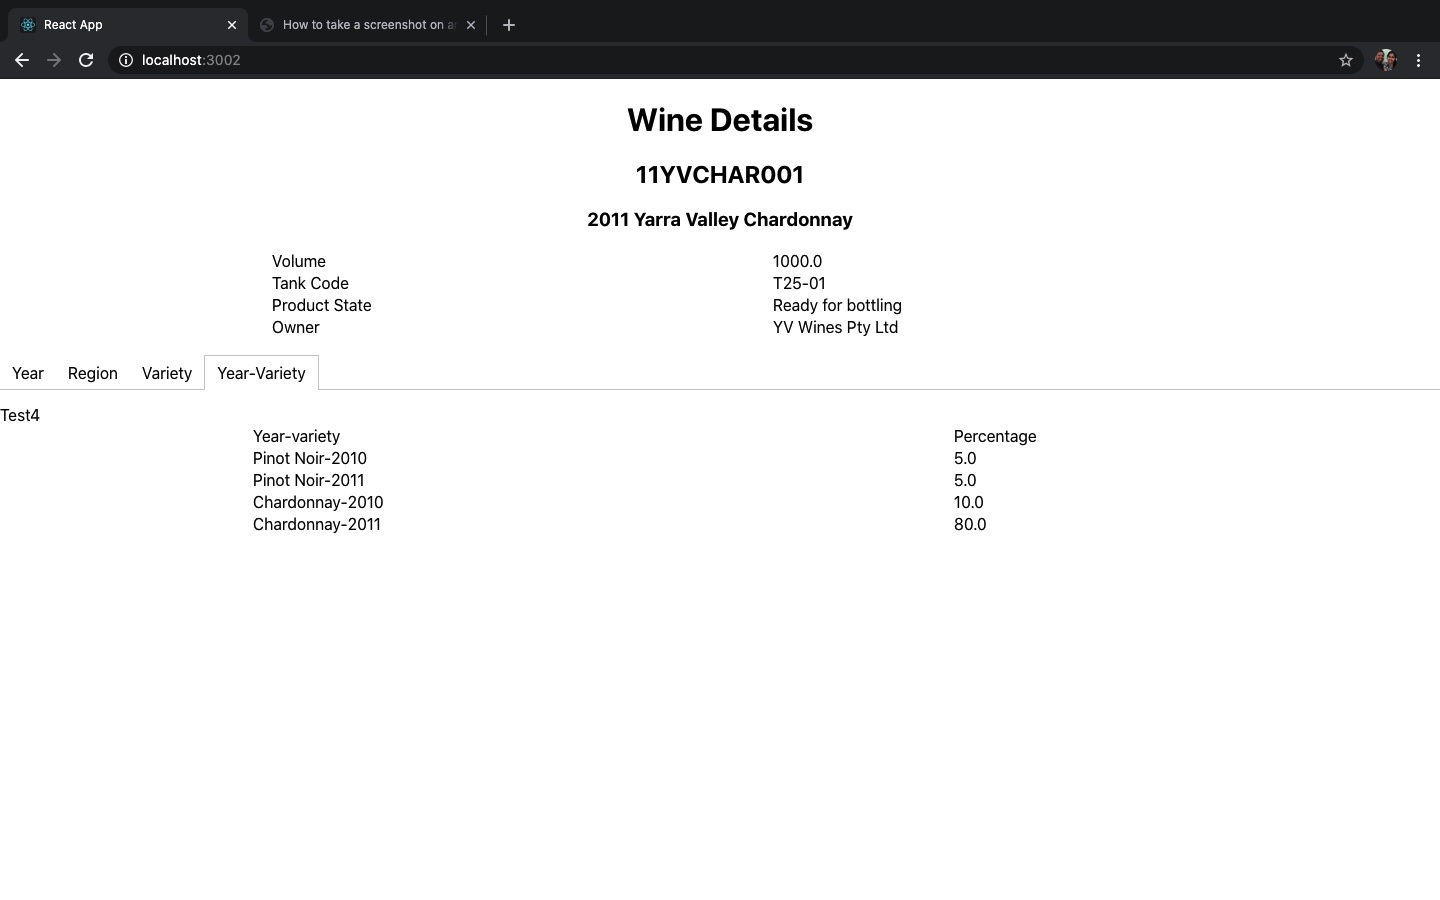 React App
How to take a screenshot on a
localhost:3002
Wine Details
11YVCHAR001
2011 Yarra Valley Chardonnay
Volume 1000.0
Tank Code T25-01
Product State Ready for bottling
Owner YV Wines Pty Ltd
Year Region Variety Year-Variety
Test4
Year-variety Percentage
Pinot Noir-2010 5.0
Pinot Noir-2011 5.0
Chardonnay-2010 10.0
Chardonnay-2011 80.0